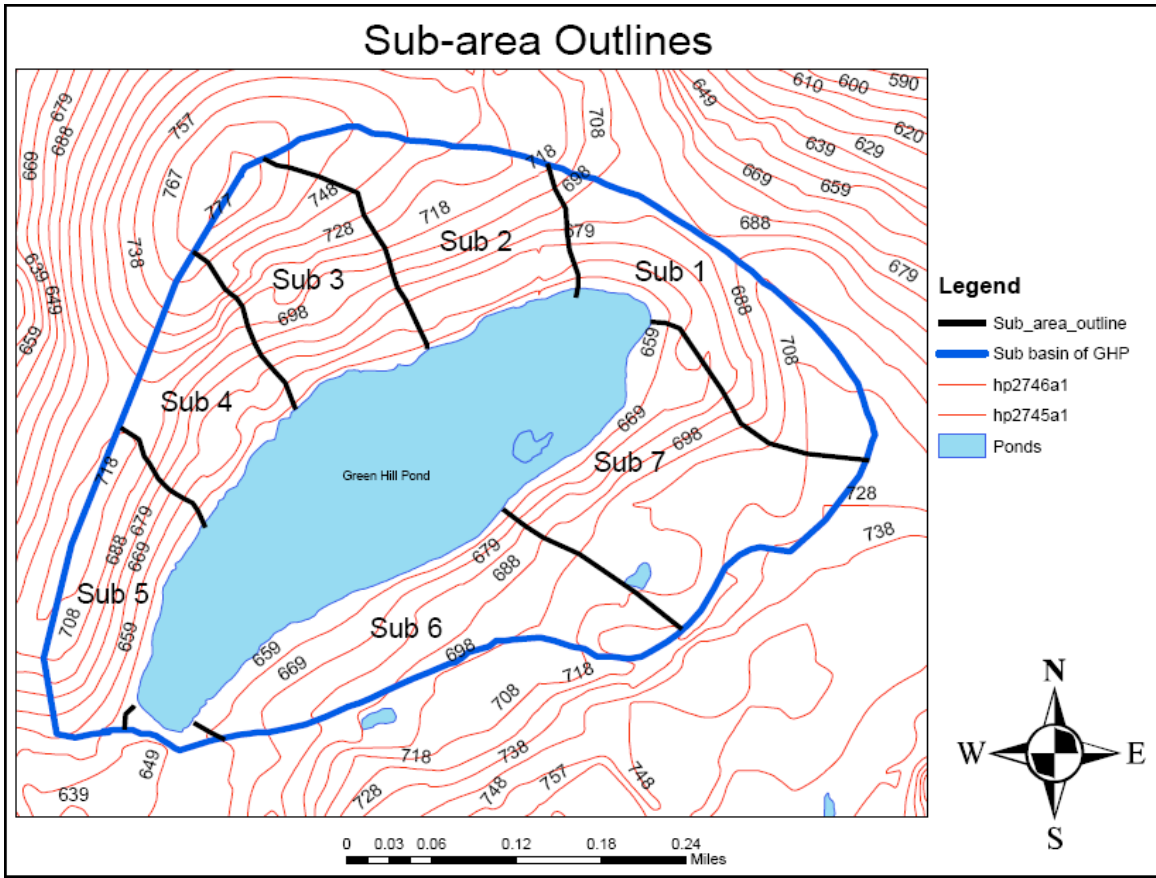 Sub-area Outlines
590
600
610
649
679
620
688
757
708
669
639
629
718
698
669
659
767
777
748
718
688
728
679
738
Sub 2
679
Sub 1
639
649
Sub 3
688
698
659
659
708
Sub 4
669
698
Sub 7
718
Green Hill Pond
728
679
738
688
669
679
688
Sub 5
708
659
Sub 6
659
698
669
718
708
649
718
738
639
728
748
757
748
Legend
Sub_area_outline
Sub basin of GHP
hp2746a1
hp2745a1
Ponds
N
W
E
S
0 0.03 0.06 0.12 0.18 0.24
Miles